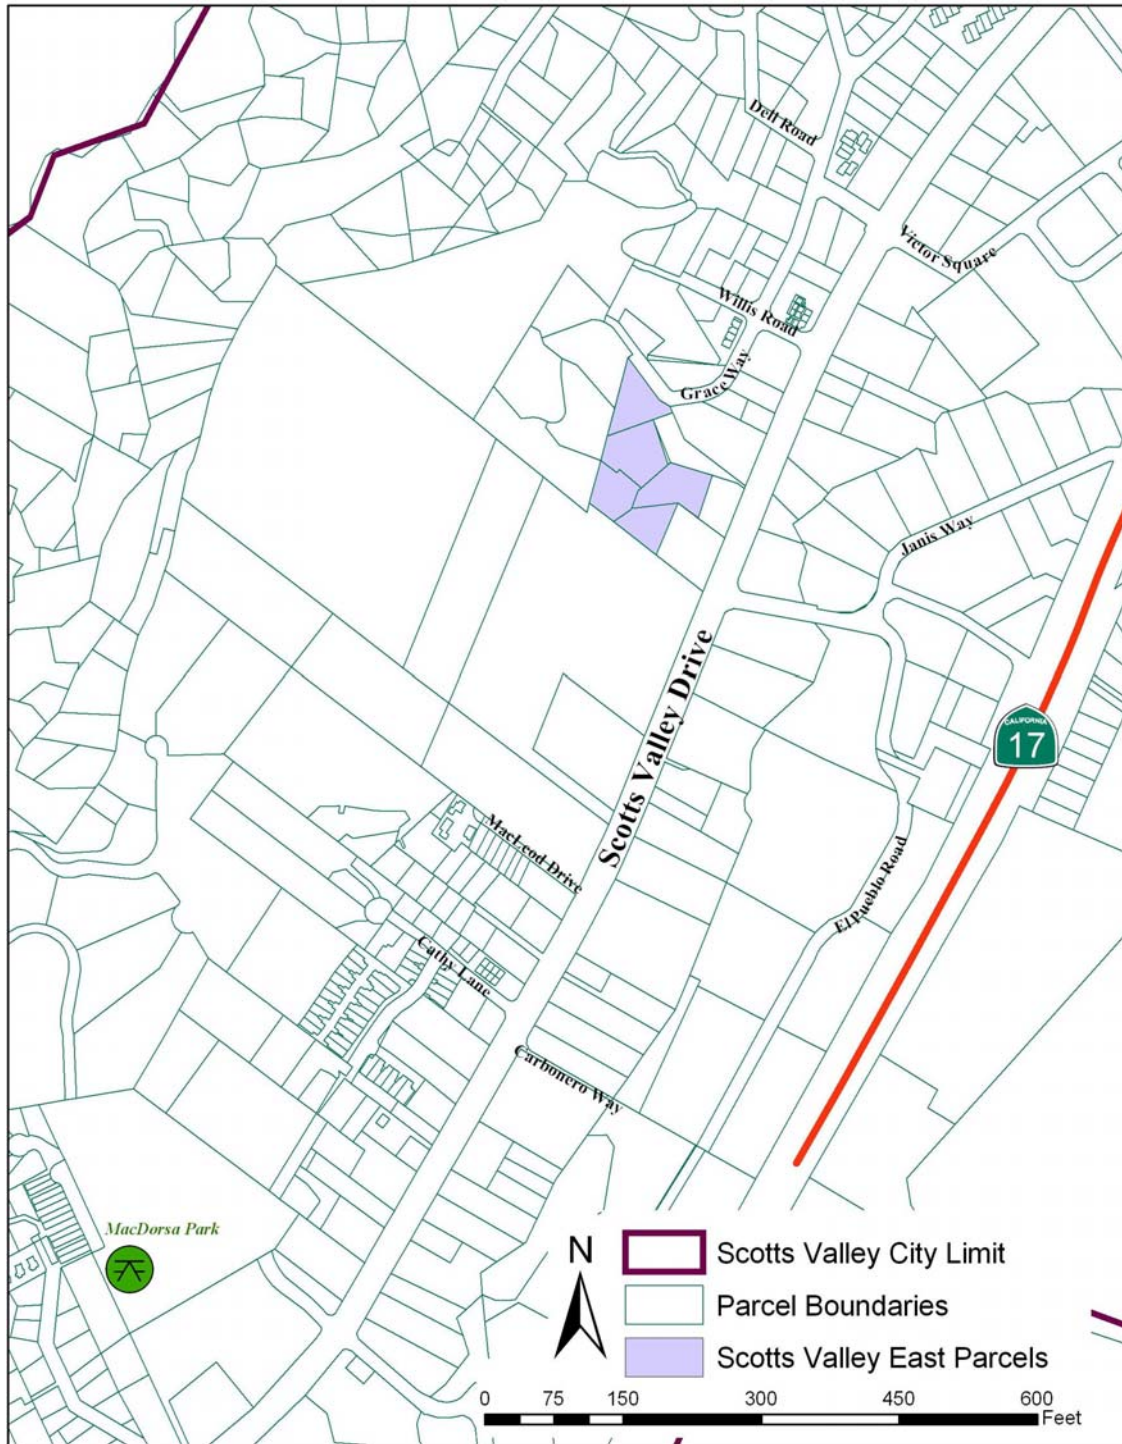 Dell Road
Victor Square
Willis Road
Grace Way
Janis Way
Scotts Valley Drive
CALIFORNIA
17
MacLeod Drive
El Pueblo Road
Cathy Lane
Carbonero Way
MacDorsa Park
N
Scotts Valley City Limit
Parcel Boundaries
Scotts Valley East Parcels
0 75 150 300 450 600
Feet